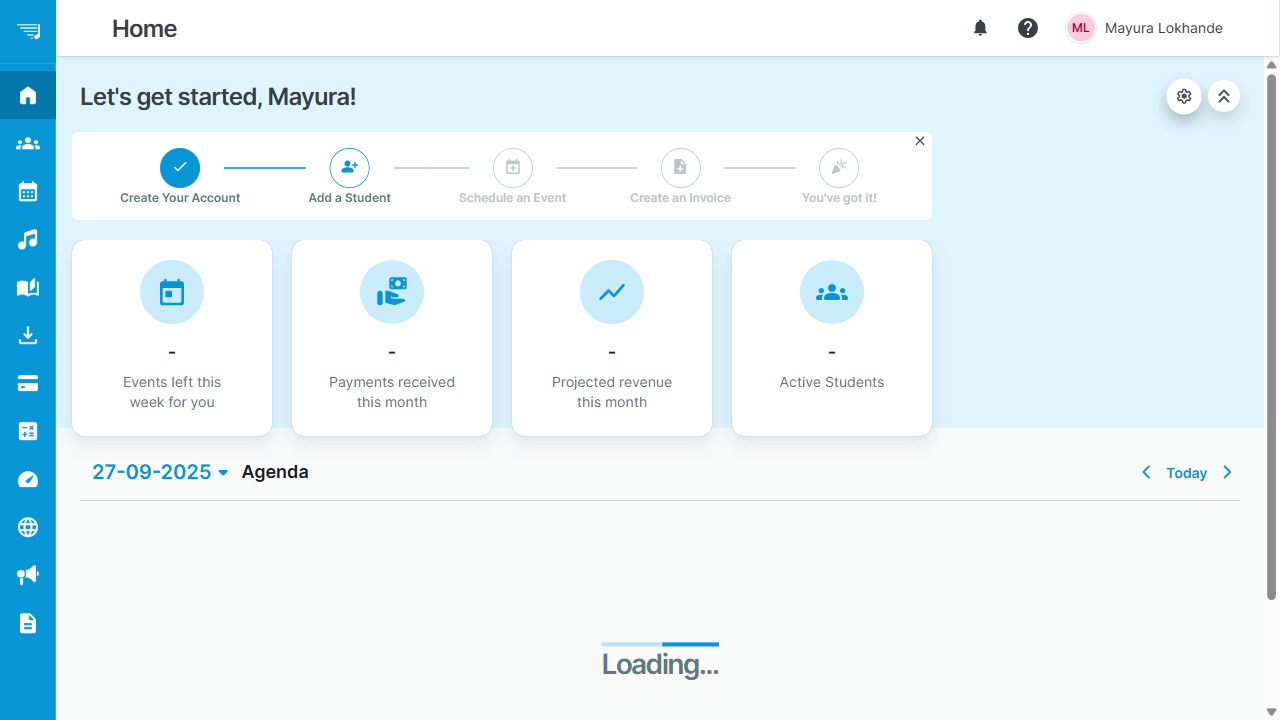 Home
ML
Mayura Lokhande
Let's get started, Mayura!
Create Your Account
Add a Student
Schedule an Event
Create an Invoice
You've got it!
-
Events left this
week for you
-
Payments received
this month
-
Projected revenue
this month
-
Active Students
27-09-2025
Agenda
Today
Loading...